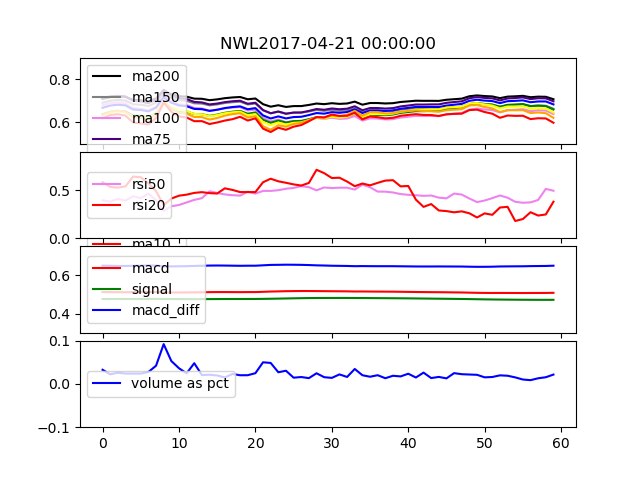 NWL2017-04-21 00:00:00
0.8
0.6
ma200
ma150
ma100
ma75
0.5
0.0
rsi50
rsi20
ma10
0.6
0.4
macd
signal
macd_diff
0.1
0.0
−0.1
volume as pct
0 10 20 30 40 50 60